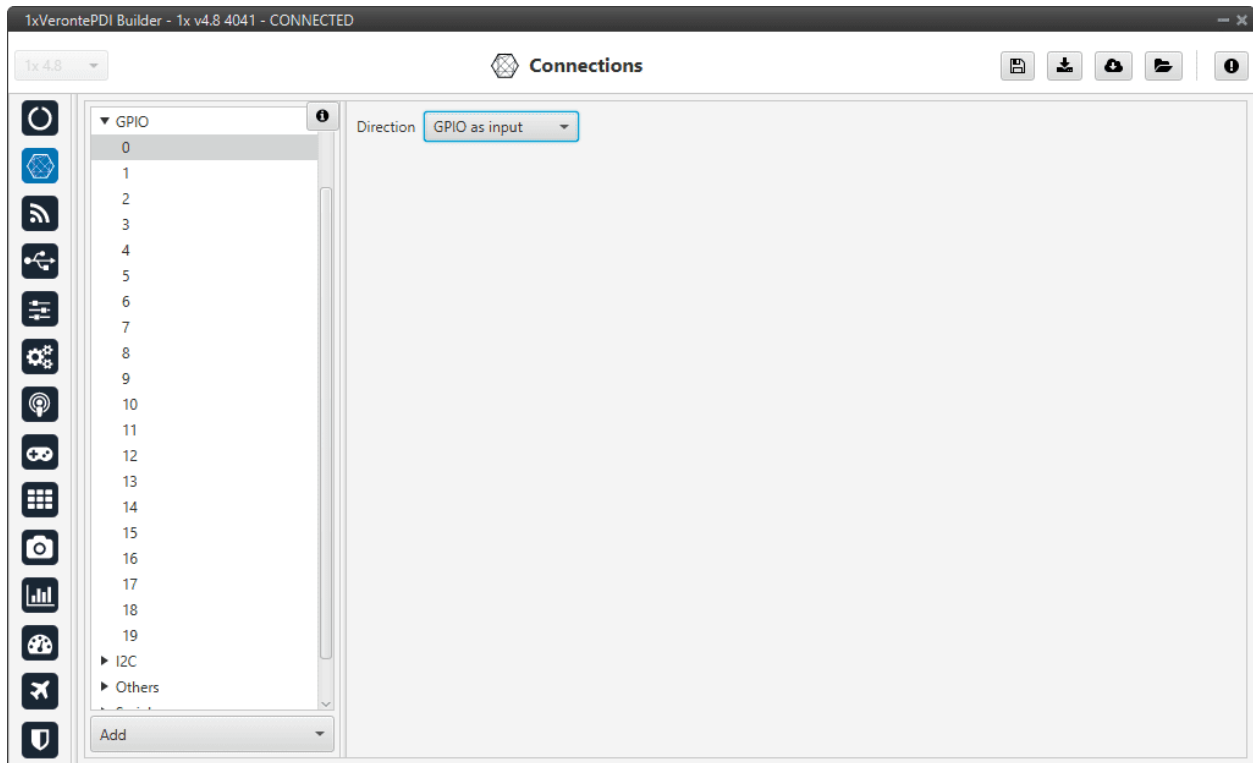 1xVerontePDI Builder - 1x v4.8 4041 - CONNECTED
1x 4.8
Connections
GPIO
0
1
2
3
4
5
6
7
8
9
10
11
12
13
14
15
16
17
18
19
I2C
Others
Add
Direction GPIO as input